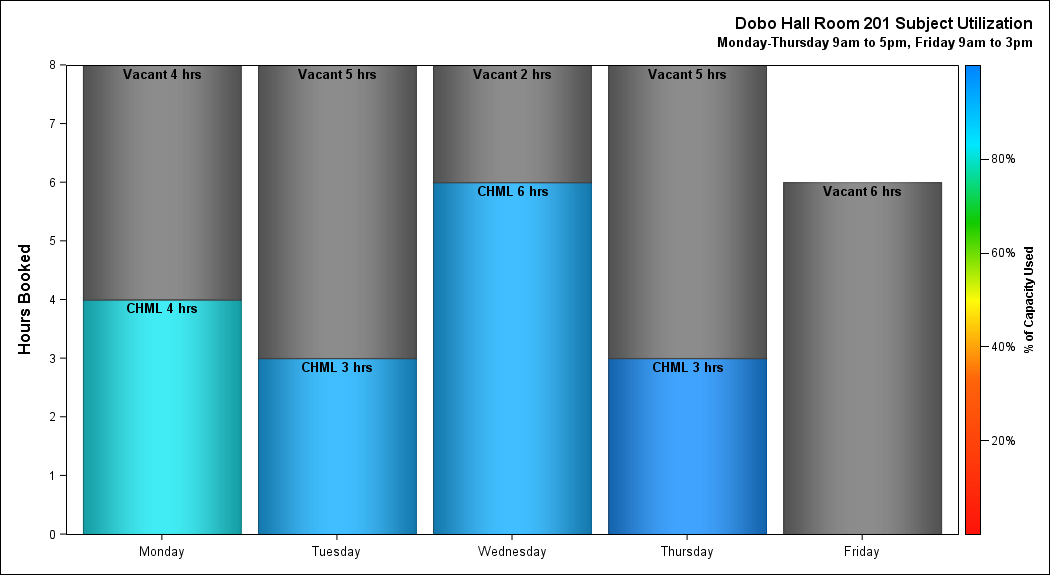 Dobo Hall Room 201 Subject Utilization
Monday-Thursday 9am to 5pm, Friday 9am to 3pm
Hours Booked
8
7
6
5
4
3
2
1
0
Vacant 4 hrs
CHML 4 hrs
Vacant 5 hrs
CHML 3 hrs
Vacant 2 hrs
CHML 6 hrs
Vacant 5 hrs
CHML 3 hrs
Vacant 6 hrs
Monday
Tuesday
Wednesday
Thursday
Friday
80%
60%
40%
20%
% of Capacity Used